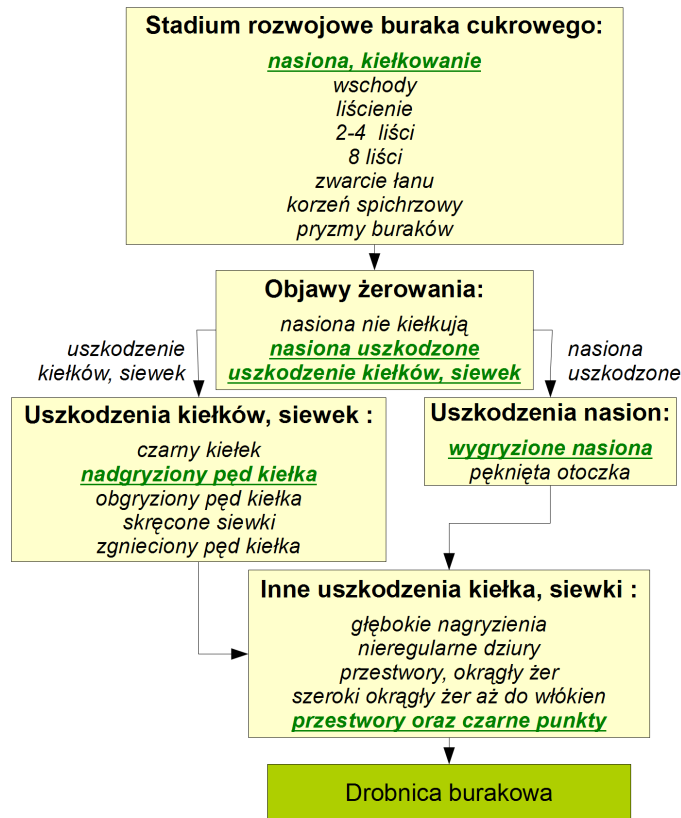 Stadium rozwojowe buraka cukrowego:
nasiona, kiełkowanie
wschody
liścienie
2-4 liści
8 liści
zwarcie łanu
korzeń spichrzowy
pryzmy buraków
Objawy żerowania:
nasiona nie kiełkują
nasiona uszkodzone
uszkodzenie kiełków, siewek
uszkodzenie
kiełków, siewek
nasiona
uszkodzone
Uszkodzenia kiełków, siewek :
czarny kiełek
nadgryziony pęd kiełka
obgryziony pęd kiełka
skręcone siewki
zgnieciony pęd kiełka
Uszkodzenia nasion:
wygryzione nasiona
pęknięta otoczka
Inne uszkodzenia kiełka, siewki :
głębokie nagryzienia
nieregularne dziury
przestwory, okrągły żer
szeroki okrągły żer aż do włókien
przestwory oraz czarne punkty
Drobnica burakowa